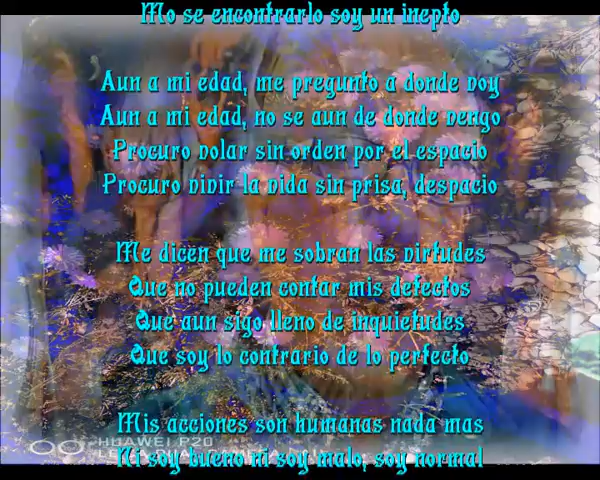 No se encontrarlo soy un inepto
Aun a mi edad, me pregunto a donde voy
Aun a mi edad, no se aun de donde vengo
Procuro volar sin orden por el espacio
Procuro vivir la vida sin prisa, despacio
Me dicen que me sobran las virtudes
Que no pueden contar mis defectos
Que aun sigo lleno de inquietudes
Que soy lo contrario de lo perfecto
Mis acciones son humanas nada mas
HUAWEI P20
Ni soy bueno ni soy malo, soy normal